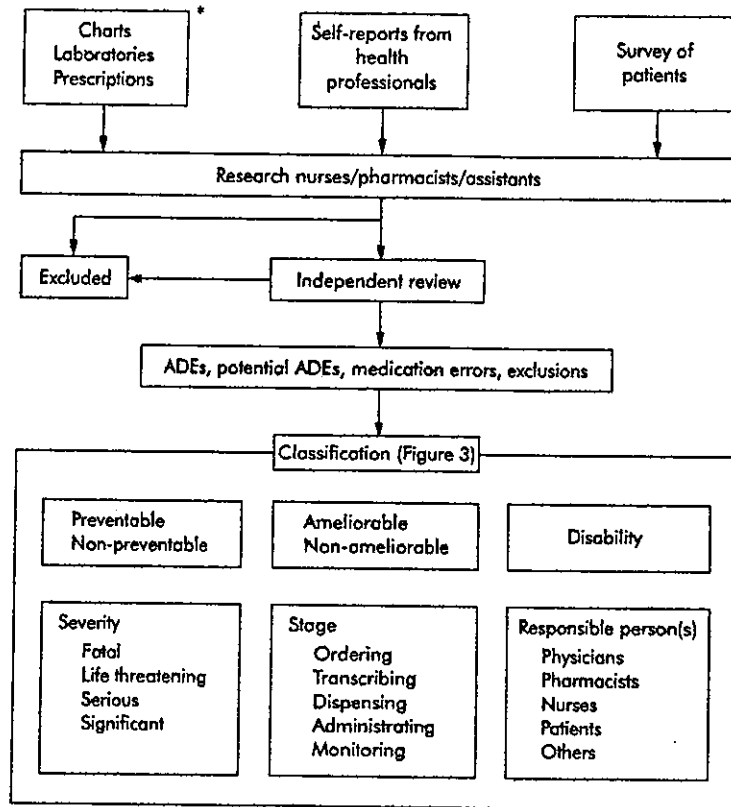 Charts
Laboratories
Prescriptions
*
Self-reports from
health
professionals
Survey of
patients
Research nurses/pharmacists/assistants
Excluded
Independent review
ADEs, potential ADEs, medication errors, exclusions
Classification (Figure 3)
Preventable
Non-preventable
Ameliorable
Non-ameliorable
Disability
Severity
Fatal
Life threatening
Serious
Significant
Stage
Ordering
Transcribing
Dispensing
Administrating
Monitoring
Responsible person(s)
Physicians
Pharmacists
Nurses
Patients
Others